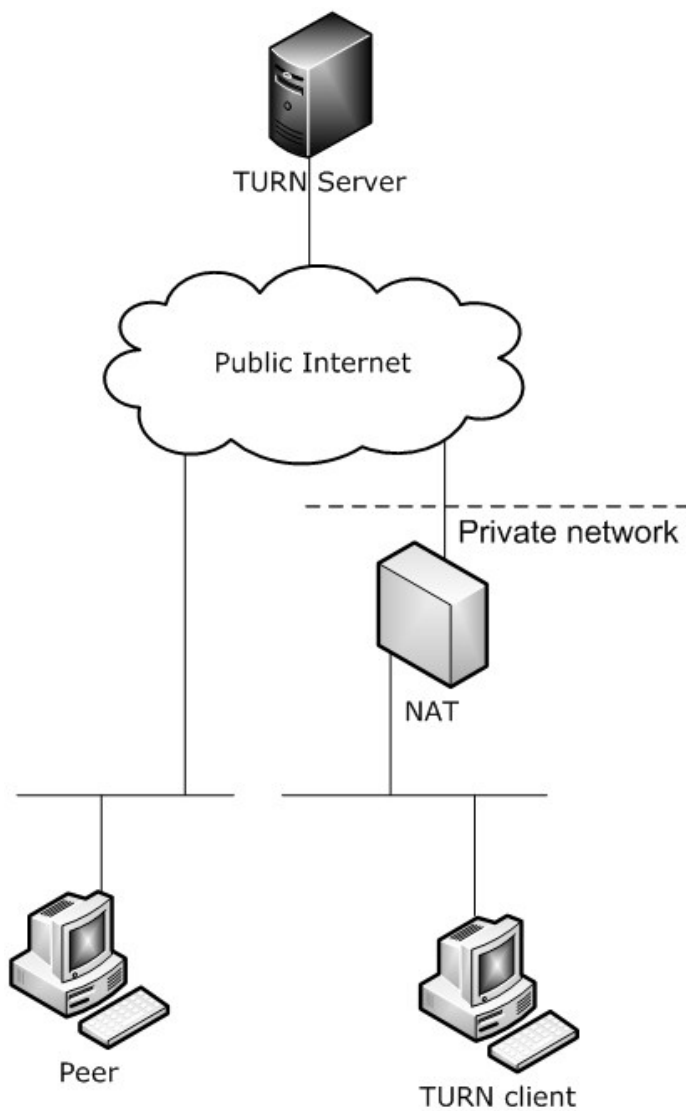 TURN Server
Public Internet
Private network
NAT
Peer
TURN client